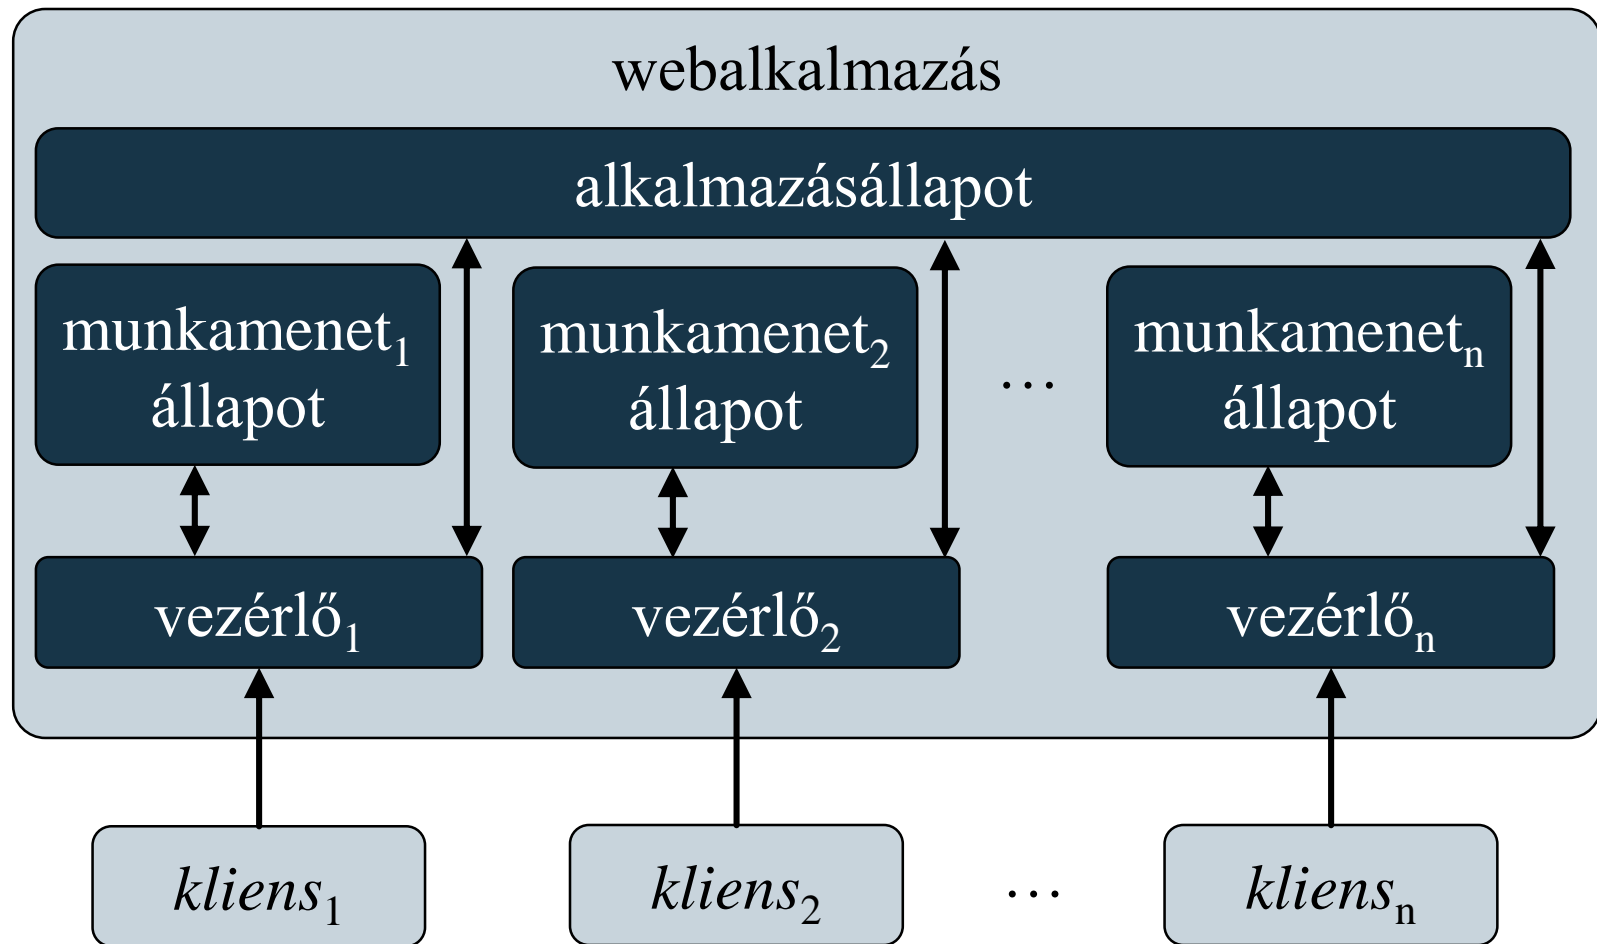 webalkalmazás
alkalmazásállapot
munkamenet₁
állapot
munkamenet₂
állapot
…
munkamenetₙ
állapot
vezérlő₁
vezérlő₂
vezérlőₙ
kliens₁
kliens₂
…
kliensₙ